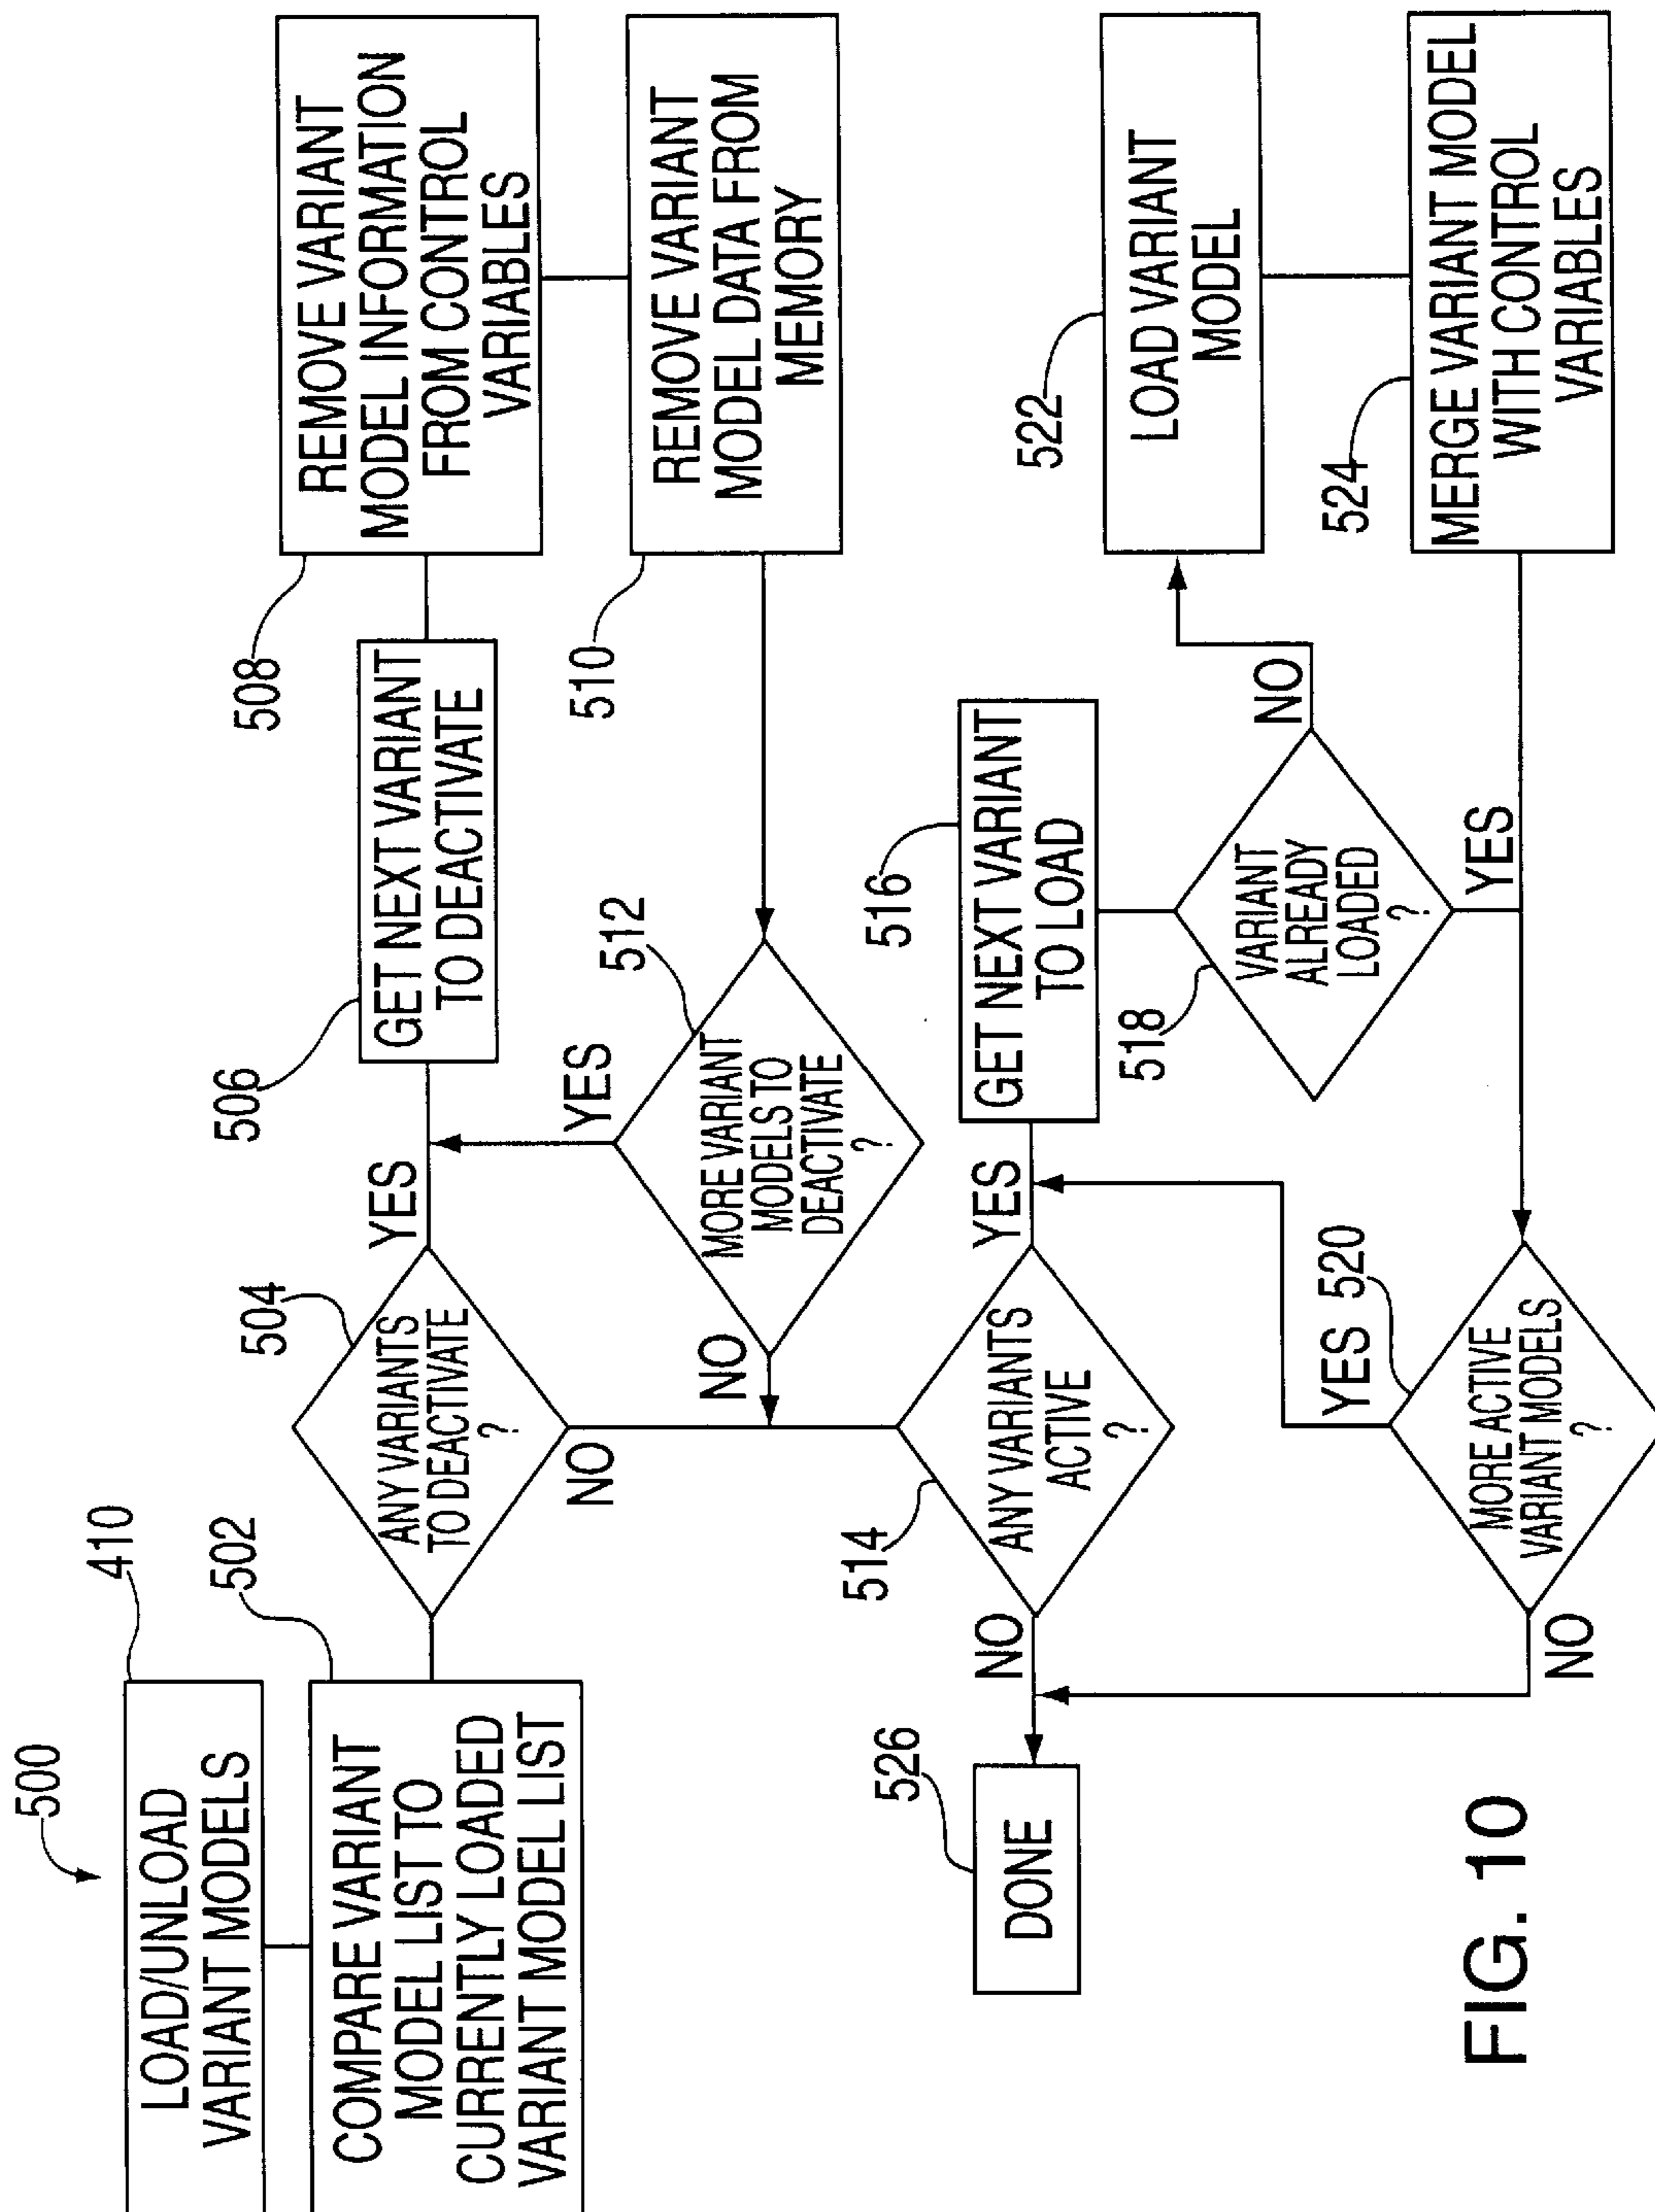 500
410
LOAD/UNLOAD
VARIANT MODELS
502
COMPARE VARIANT
MODEL LIST TO
CURRENTLY LOADED
VARIANT MODEL LIST
504
ANY VARIANTS
TO DEACTIVATE
?
YES
NO
506
GET NEXT VARIANT
TO DEACTIVATE
508
REMOVE VARIANT
MODEL INFORMATION
FROM CONTROL
VARIABLES
510
REMOVE VARIANT
MODEL DATA FROM
MEMORY
512
MORE VARIANT
MODELS TO
DEACTIVATE
?
YES
NO
514
ANY VARIANTS
ACTIVE
?
YES
NO
516
GET NEXT VARIANT
TO LOAD
518
VARIANT
ALREADY
LOADED
?
NO
YES
522
LOAD VARIANT
MODEL
524
MERGE VARIANT MODEL
WITH CONTROL
VARIABLES
520
MORE ACTIVE
VARIANT MODELS
?
YES
NO
526
DONE
FIG. 10